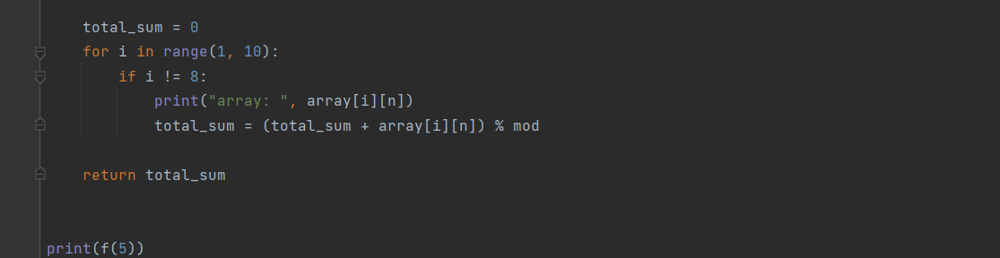 total_sum = 0
for i in range(1, 10):
if i != 8:
print("array: ", array[i][n])
total_sum = (total_sum + array[i][n]) % mod
return total_sum
print(f(5))